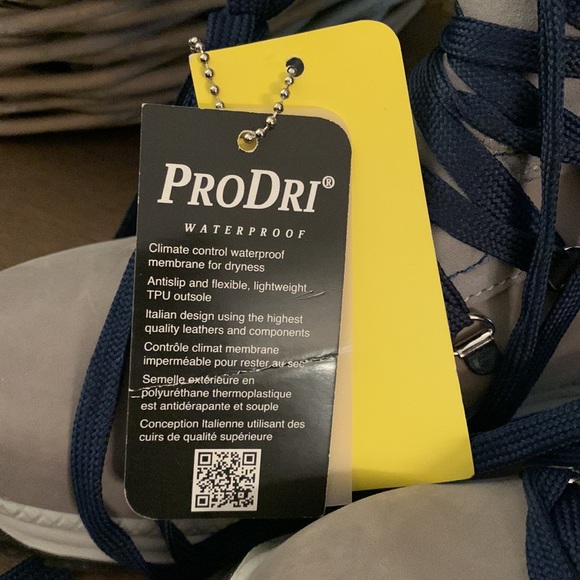 PRODRI®
WATERPROOF
Climate control waterproof
membrane for dryness
Antislip and flexible, lightweight
TPU outsole
Italian design using the highest
quality leathers and components
Contrôle climat membrane
imperméable pour rester au sec
Semelle extérieure en
polyuréthane thermoplastique
est antidérapante et souple
Conception Italienne utilisant des
cuirs de qualité supérieure